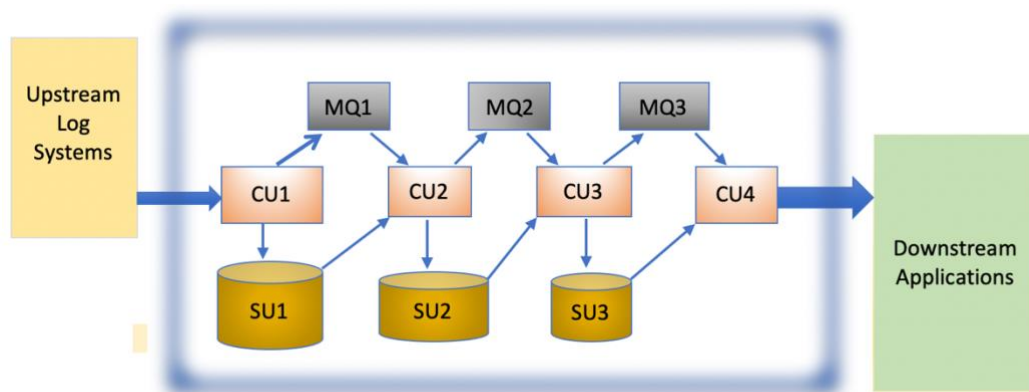 Upstream
Log
Systems
MQ1
MQ2
MQ3
CU1
CU2
CU3
CU4
SU1
SU2
SU3
Downstream
Applications